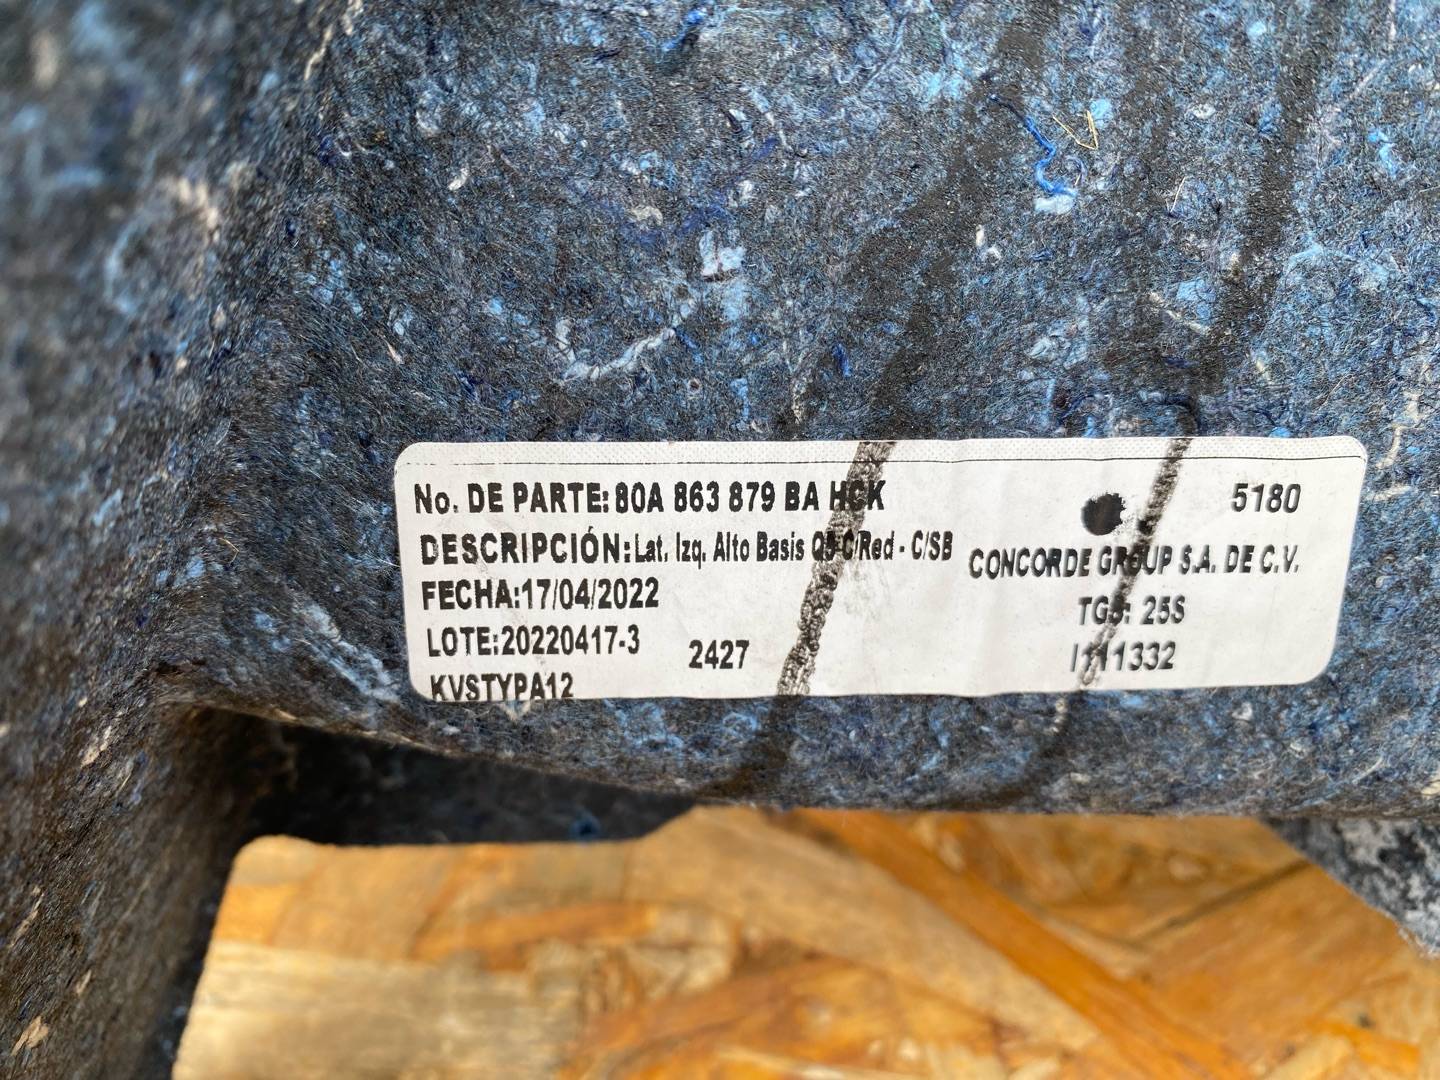 No. DE PARTE: 80A 863 879 BA HCK
5180
DESCRIPCIÓN: Lat. Izq. Alto Basis Q5 C/Red - C/SB
CONCORDE GROUP S.A. DE C.V.
FECHA:17/04/2022
TGS: 25S
LOTE:20220417-3
2427
I111332
KVSTYPA12